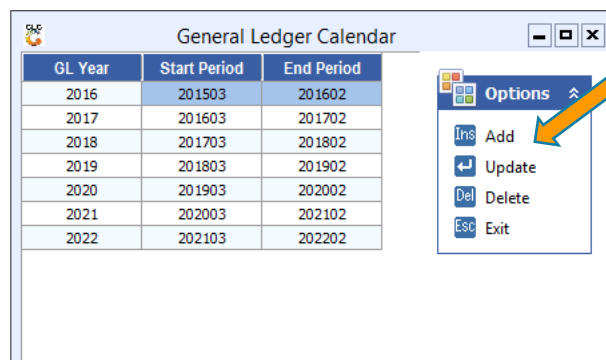 General Ledger Calendar
GL Year Start Period End Period
2016 201503 201602
2017 201603 201702
2018 201703 201802
2019 201803 201902
2020 201903 202002
2021 202003 202102
2022 202103 202202
Options
Ins Add
Update
Del Delete
Esc Exit